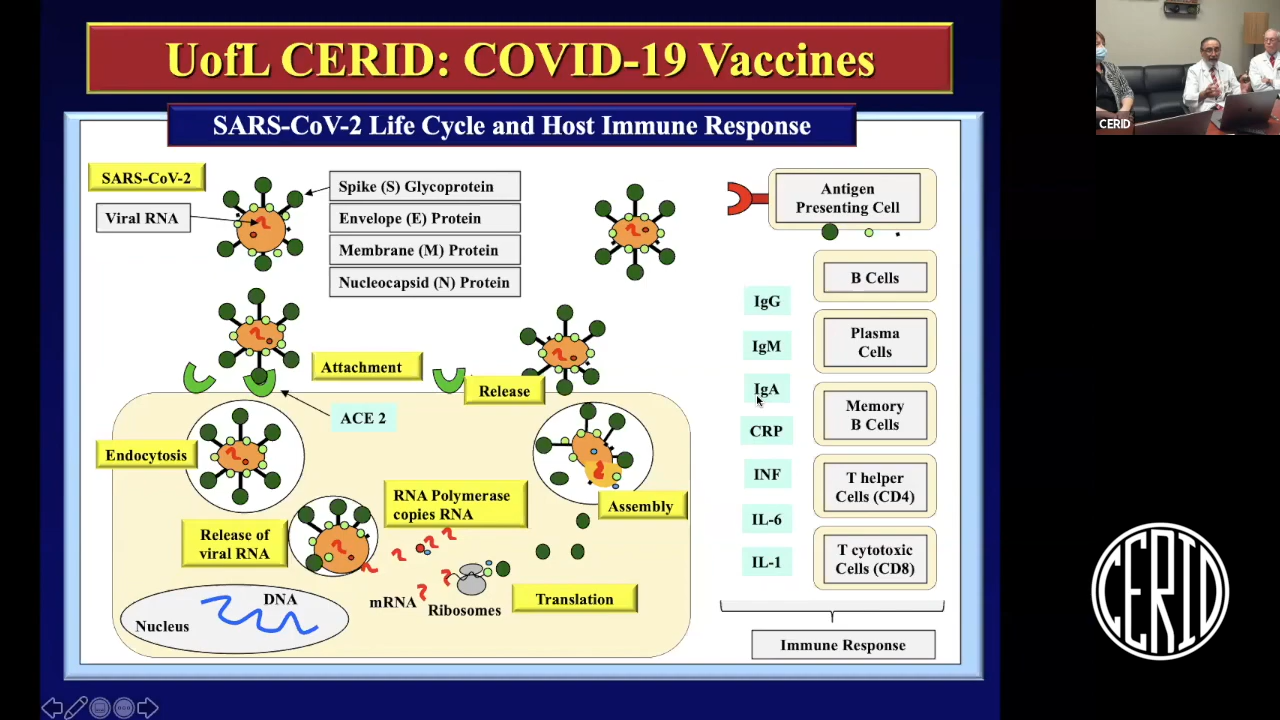 UofL CERID: COVID-19 Vaccines
SARS-CoV-2 Life Cycle and Host Immune Response
SARS-CoV-2
Viral RNA
Spike (S) Glycoprotein
Envelope (E) Protein
Membrane (M) Protein
Nucleocapsid (N) Protein
Attachment
Release
ACE 2
Endocytosis
RNA Polymerase
copies RNA
Assembly
Release of
viral RNA
mRNA
Ribosomes
Translation
DNA
Nucleus
Antigen
Presenting Cell
B Cells
Plasma
Cells
Memory
B Cells
T helper
Cells (CD4)
T cytotoxic
Cells (CD8)
IgG
IgM
IgA
CRP
INF
IL-6
IL-1
Immune Response
CERID
CERID